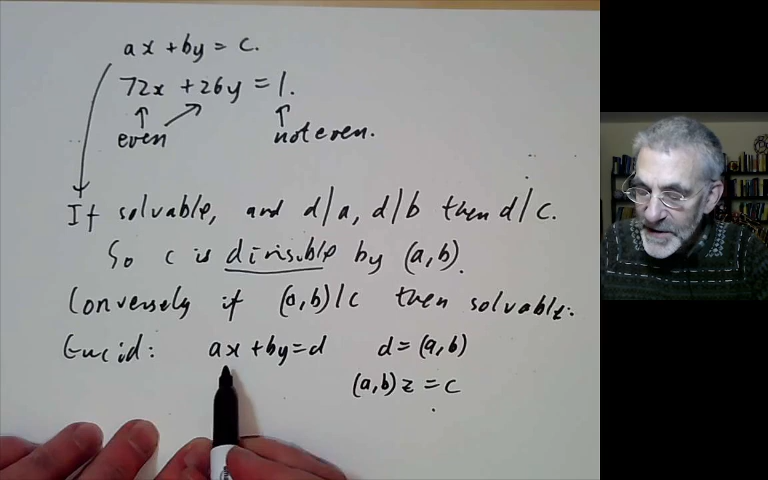 ax + by = c.
72x + 26y = 1.
even not even.
If solvable, and d/a, d/b then d/c.
So c is divisible by (a,b).
Conversely if (a,b)/c then solvable.
Euclid: ax + by = d d = (a,b)
(a,b) z = c